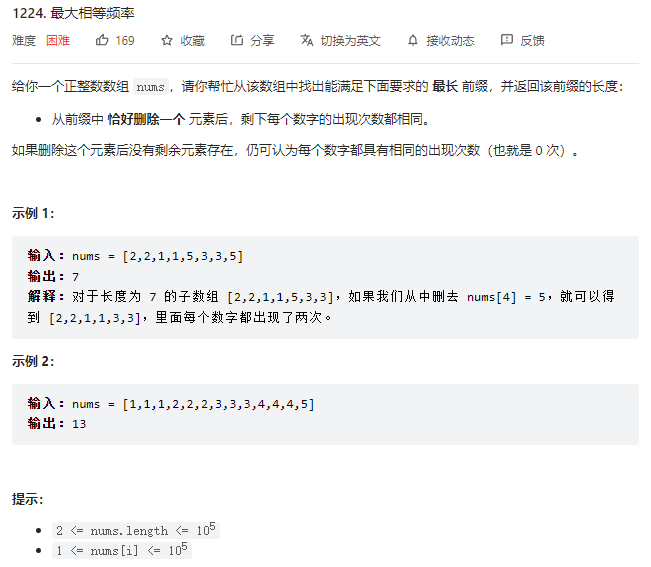 1224. 最大相等频率
难度 困难 169 收藏 分享 切换为英文 接收动态 反馈
给你一个正整数数组 nums，请你帮忙从该数组中找出能满足下面要求的 最长 前缀，并返回该前缀的长度：
从前缀中 恰好删除一个 元素后，剩下每个数字的出现次数都相同。
如果删除这个元素后没有剩余元素存在，仍可认为每个数字都具有相同的出现次数（也就是 0 次）。
示例 1：
输入：nums = [2,2,1,1,5,3,3,5]
输出：7
解释：对于长度为 7 的子数组 [2,2,1,1,5,3,3]，如果我们从中删去 nums[4] = 5，就可以得
到 [2,2,1,1,3,3]，里面每个数字都出现了两次。
示例 2：
输入：nums = [1,1,1,2,2,2,3,3,3,4,4,4,5]
输出：13
提示：
2 <= nums.length <= 10⁵
1 <= nums[i] <= 10⁵